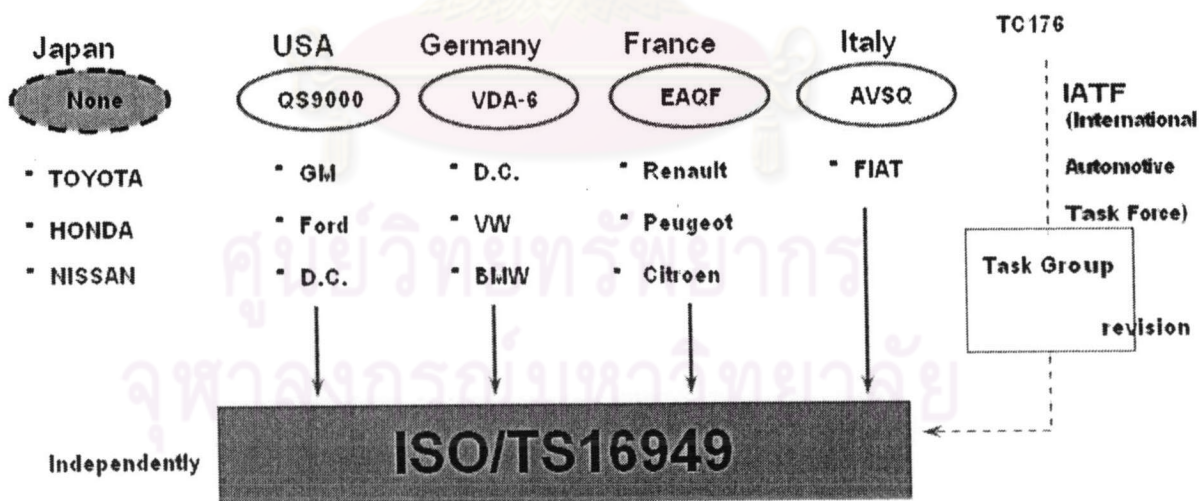 TC176
Japan USA Germany France Italy
None QS9000 VDA-6 EAQF AVSQ
IATF
(International
Automotive
Task Force)
- TOYOTA
- HONDA
- NISSAN
- GM
- Ford
- D.C.
- D.C.
- VW
- BMW
- Renault
- Peugeot
- Citroen
- FIAT
Task Group
revision
ศูนย์วิทยทรัพยากร
จุฬาลงกรณ์มหาวิทยาลัย
Independently
ISO/TS16949